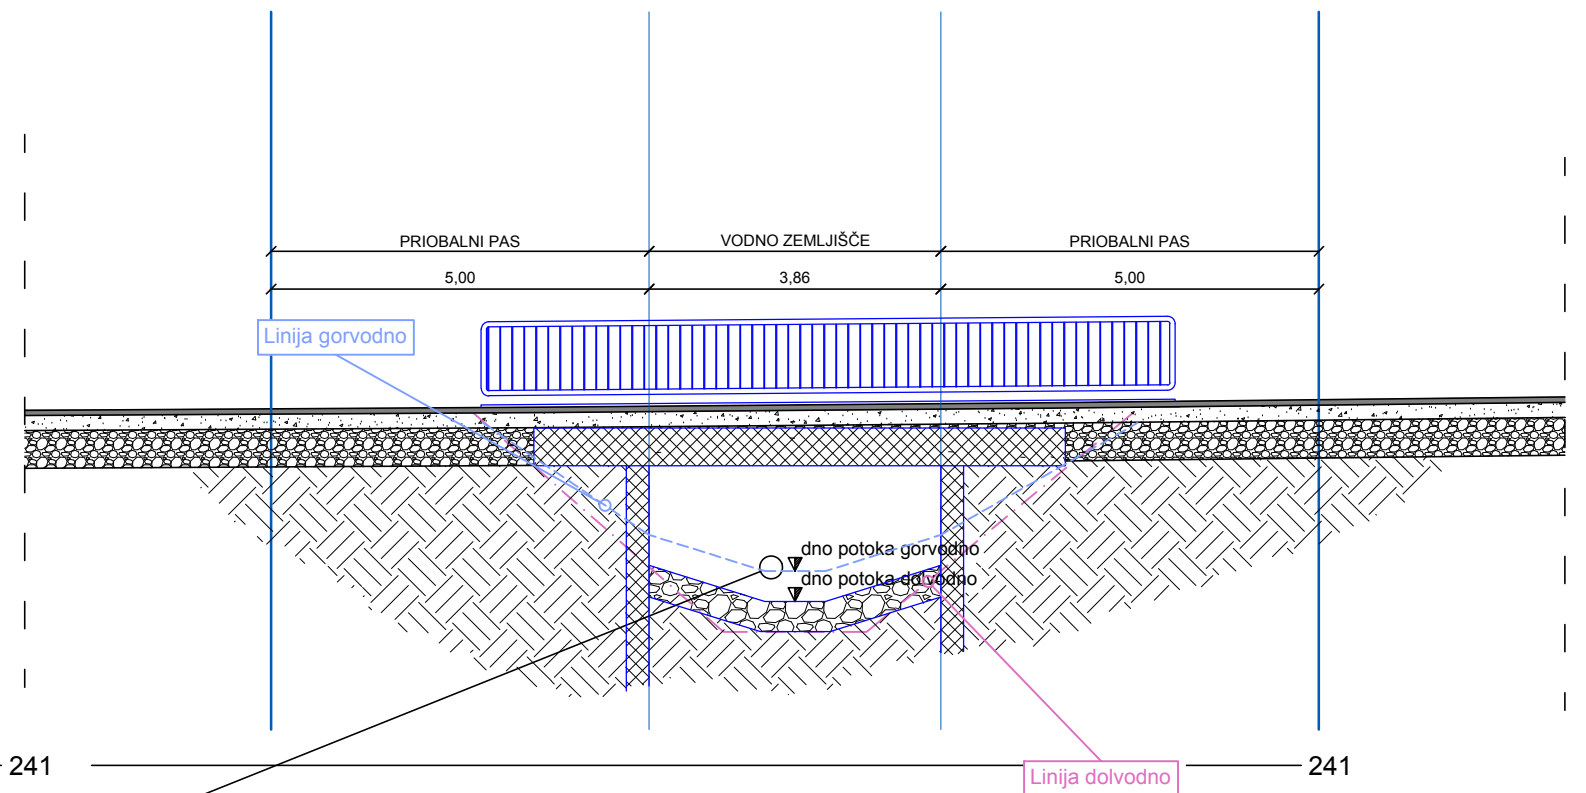 PRIOBALNI PAS
VODNO ZEMLJIŠČE
PRIOBALNI PAS
5,00
3,86
5,00
Linija gorvodno
dno potoka gorvodno
dno potoka dolvodno
241
241
Linija dolvodno